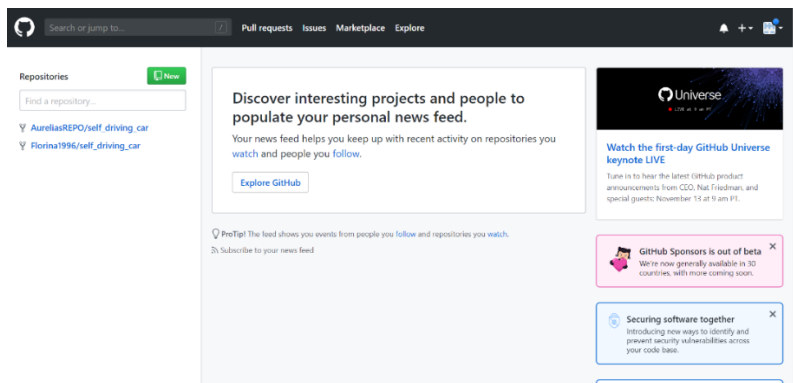 Search or jump to...
/
Pull requests Issues Marketplace Explore
Repositories
New
Find a repository...
AureliasREPO/self_driving_car
Florina1996/self_driving_car
Discover interesting projects and people to
populate your personal news feed.
Your news feed helps you keep up with recent activity on repositories you
watch and people you follow.
Explore GitHub
ProTip! The feed shows you events from people you follow and repositories you watch.
Subscribe to your news feed
Universe
LIVE at 9 am PT
Watch the first-day GitHub Universe
keynote LIVE
Tune in to hear the latest GitHub product
announcements from CEO, Nat Friedman, and
special guests: November 13 at 9 am PT.
GitHub Sponsors is out of beta
We're now generally available in 30
countries, with more coming soon.
Securing software together
Introducing new ways to identify and
prevent security vulnerabilities across
your code base.